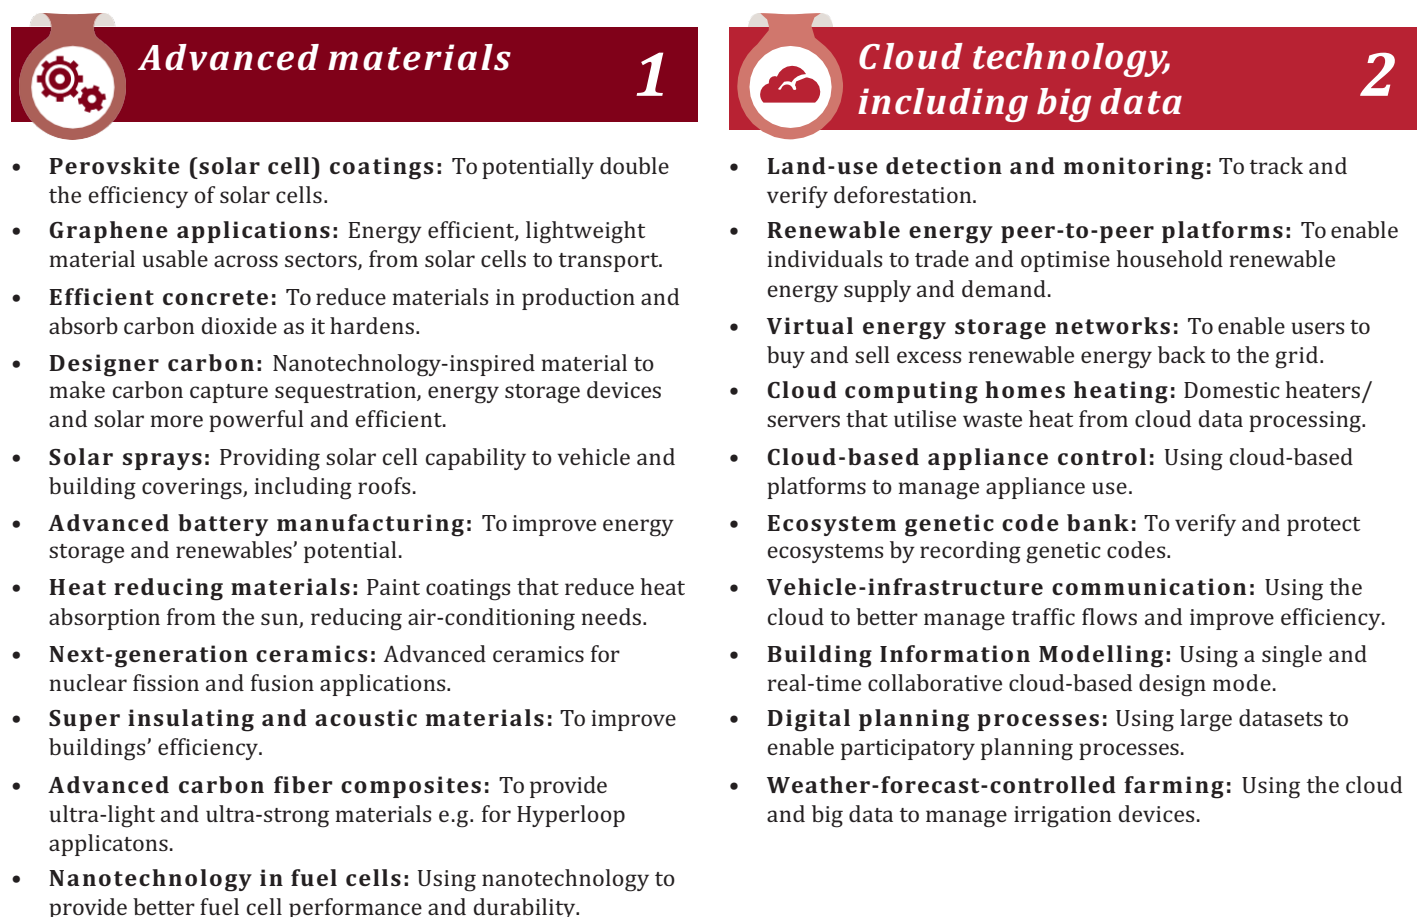 Advanced materials
1
• Perovskite (solar cell) coatings: To potentially double
the efficiency of solar cells.
• Graphene applications: Energy efficient, lightweight
material usable across sectors, from solar cells to transport.
• Efficient concrete: To reduce materials in production and
absorb carbon dioxide as it hardens.
• Designer carbon: Nanotechnology-inspired material to
make carbon capture sequestration, energy storage devices
and solar more powerful and efficient.
• Solar sprays: Providing solar cell capability to vehicle and
building coverings, including roofs.
• Advanced battery manufacturing: To improve energy
storage and renewables’ potential.
• Heat reducing materials: Paint coatings that reduce heat
absorption from the sun, reducing air-conditioning needs.
• Next-generation ceramics: Advanced ceramics for
nuclear fission and fusion applications.
• Super insulating and acoustic materials: To improve
buildings’ efficiency.
• Advanced carbon fiber composites: To provide
ultra-light and ultra-strong materials e.g. for Hyperloop
applicatons.
• Nanotechnology in fuel cells: Using nanotechnology to
provide better fuel cell performance and durability.
Cloud technology,
including big data
2
• Land-use detection and monitoring: To track and
verify deforestation.
• Renewable energy peer-to-peer platforms: To enable
individuals to trade and optimise household renewable
energy supply and demand.
• Virtual energy storage networks: To enable users to
buy and sell excess renewable energy back to the grid.
• Cloud computing homes heating: Domestic heaters/
servers that utilise waste heat from cloud data processing.
• Cloud-based appliance control: Using cloud-based
platforms to manage appliance use.
• Ecosystem genetic code bank: To verify and protect
ecosystems by recording genetic codes.
• Vehicle-infrastructure communication: Using the
cloud to better manage traffic flows and improve efficiency.
• Building Information Modelling: Using a single and
real-time collaborative cloud-based design mode.
• Digital planning processes: Using large datasets to
enable participatory planning processes.
• Weather-forecast-controlled farming: Using the cloud
and big data to manage irrigation devices.